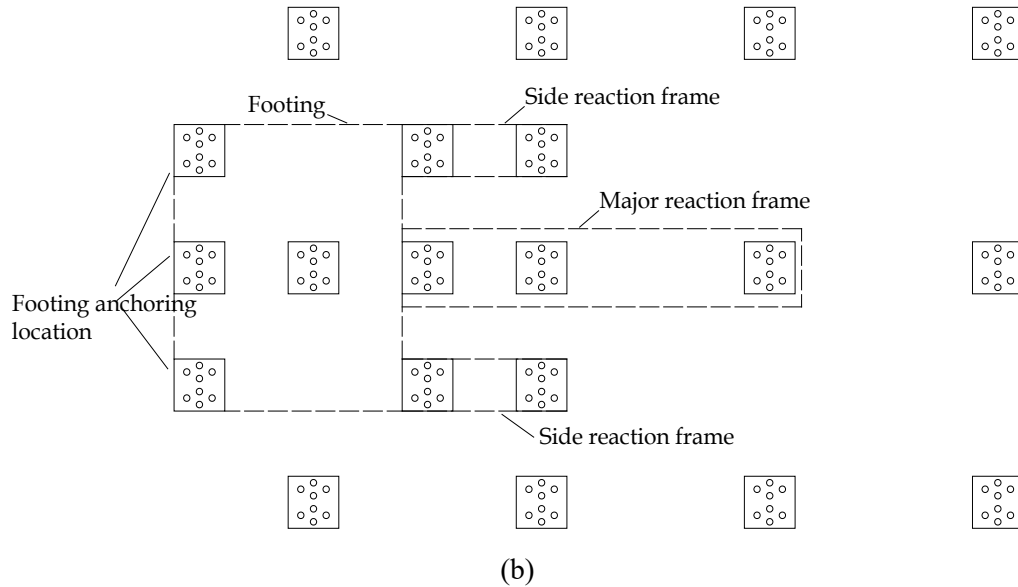 Footing
Side reaction frame
Major reaction frame
Footing anchoring
location
Side reaction frame
(b)